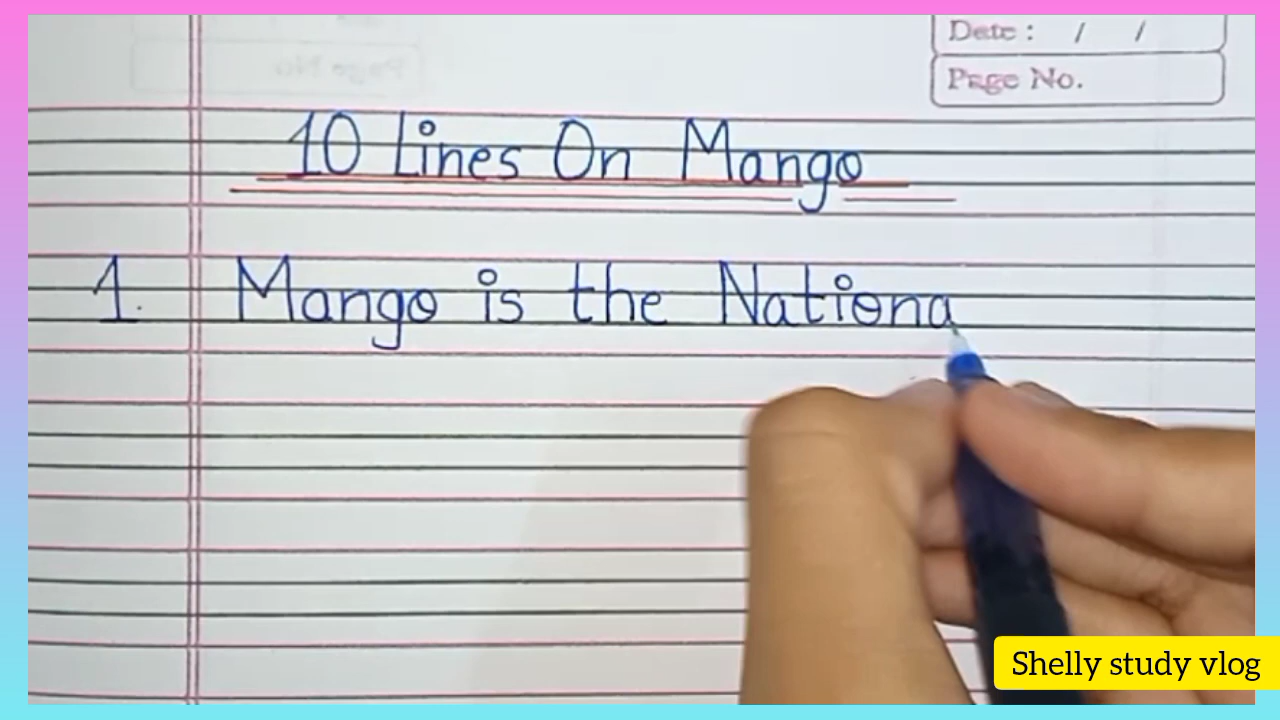 Date : / /
Page No.
10 Lines On Mango
1. Mango is the Nationa
Shelly study vlog